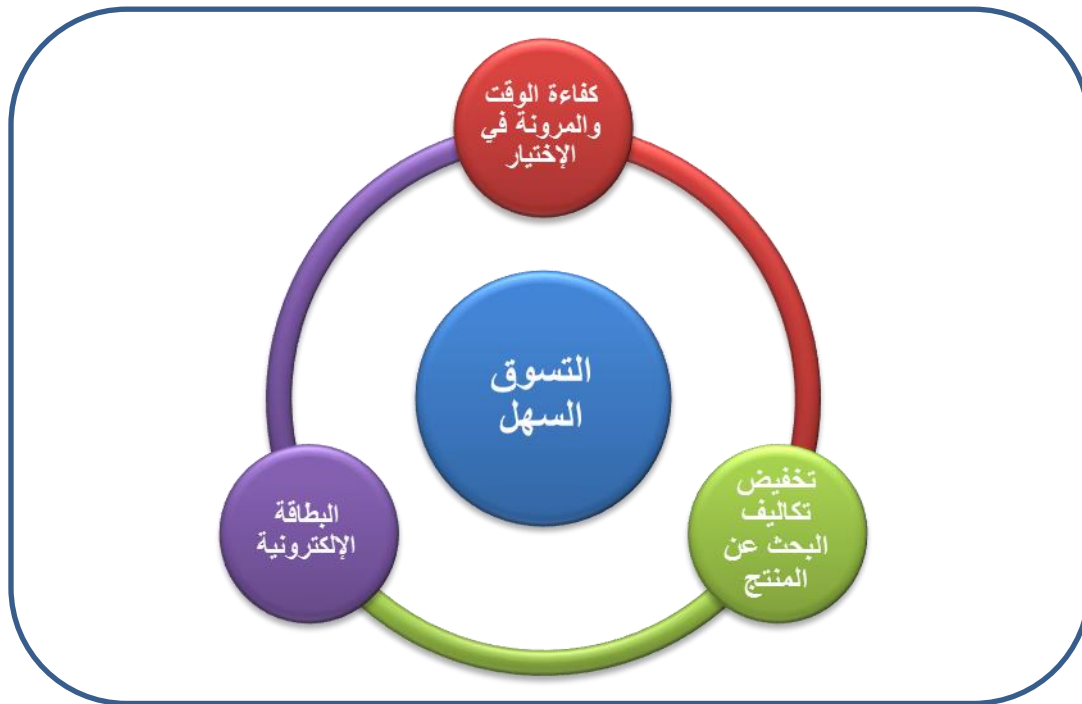 كفاءة الوقت
والمرونة في
الإختيار
التسوق
السهل
تخفيض
تكاليف
البحث عن
المنتج
البطاقة
الإلكترونية